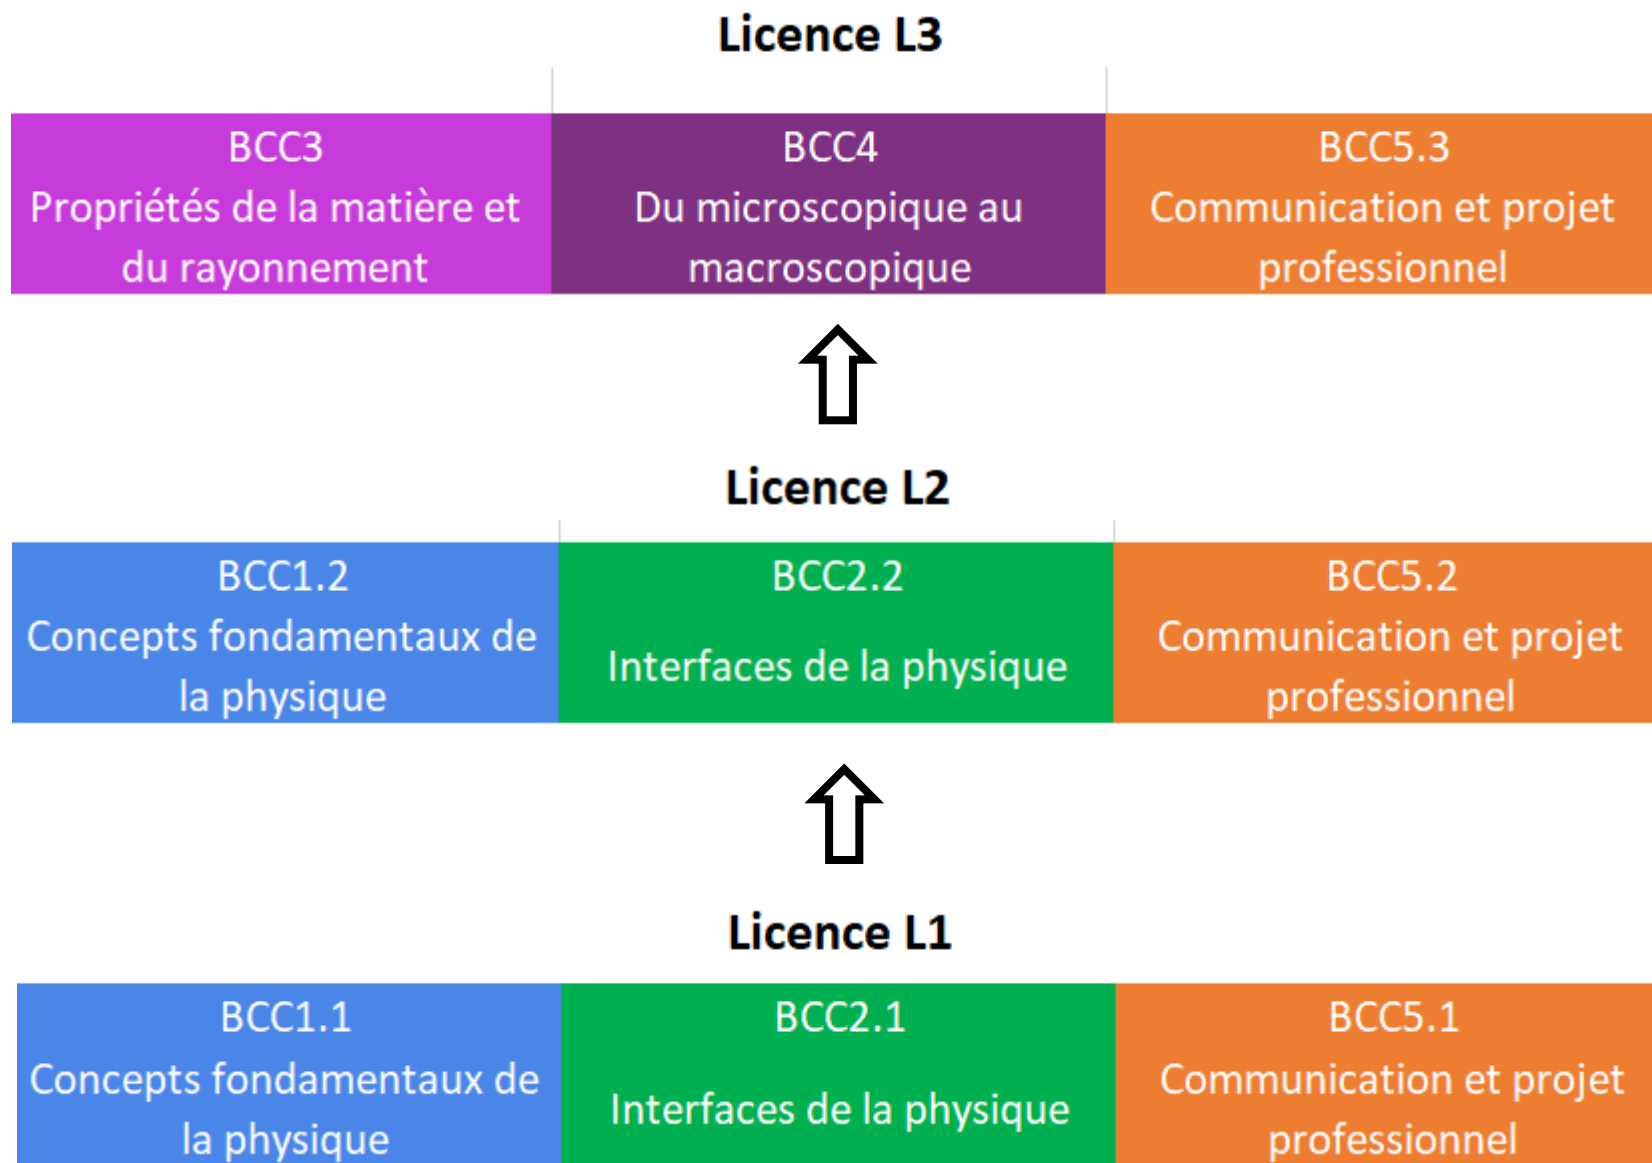 Licence L3
BCC3
Propriétés de la matière et
du rayonnement
BCC4
Du microscopique au
macroscopique
BCC5.3
Communication et projet
professionnel
Licence L2
BCC1.2
Concepts fondamentaux de
la physique
BCC2.2
Interfaces de la physique
BCC5.2
Communication et projet
professionnel
Licence L1
BCC1.1
Concepts fondamentaux de
la physique
BCC2.1
Interfaces de la physique
BCC5.1
Communication et projet
professionnel